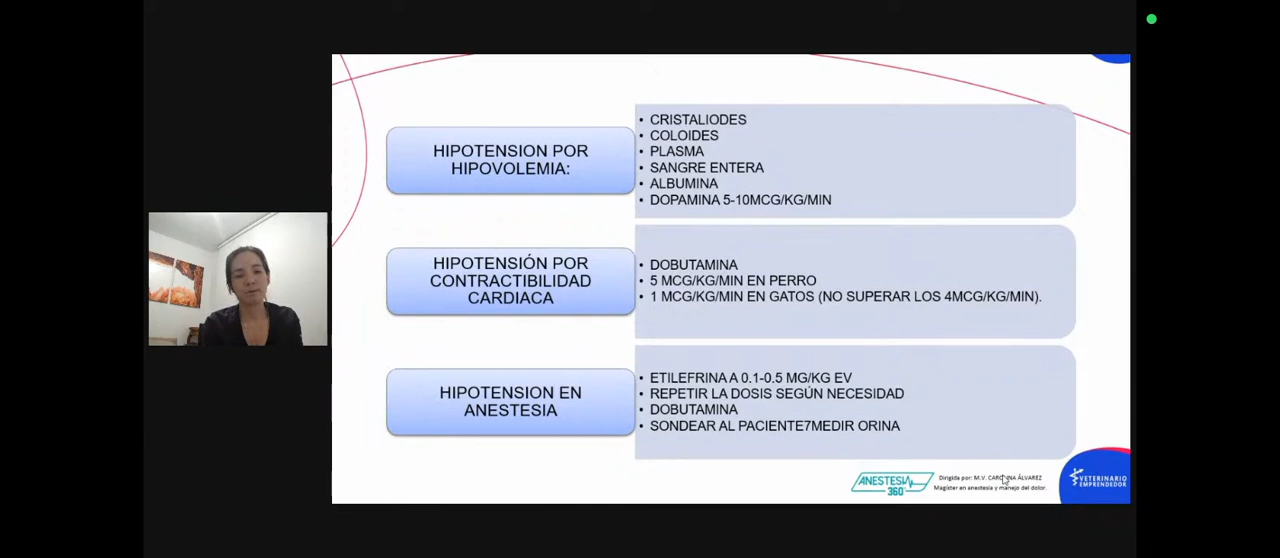 HIPOTENSION POR
HIPOVOLEMIA:
• CRISTALIODES
• COLOIDES
• PLASMA
• SANGRE ENTERA
• ALBUMINA
• DOPAMINA 5-10MCG/KG/MIN
HIPOTENSIÓN POR
CONTRACTIBILIDAD
CARDIACA
• DOBUTAMINA
• 5 MCG/KG/MIN EN PERRO
• 1 MCG/KG/MIN EN GATOS (NO SUPERAR LOS 4MCG/KG/MIN).
HIPOTENSION EN
ANESTESIA
• ETILEFRINA A 0.1-0.5 MG/KG EV
• REPETIR LA DOSIS SEGÚN NECESIDAD
• DOBUTAMINA
• SONDEAR AL PACIENTE7MEDIR ORINA
ANESTESIA
360°
Dirigida por: M.V. CAROLINA ÁLVAREZ
Magíster en anestesia y manejo del dolor.
VETERINARIO
EMPRENDEDOR